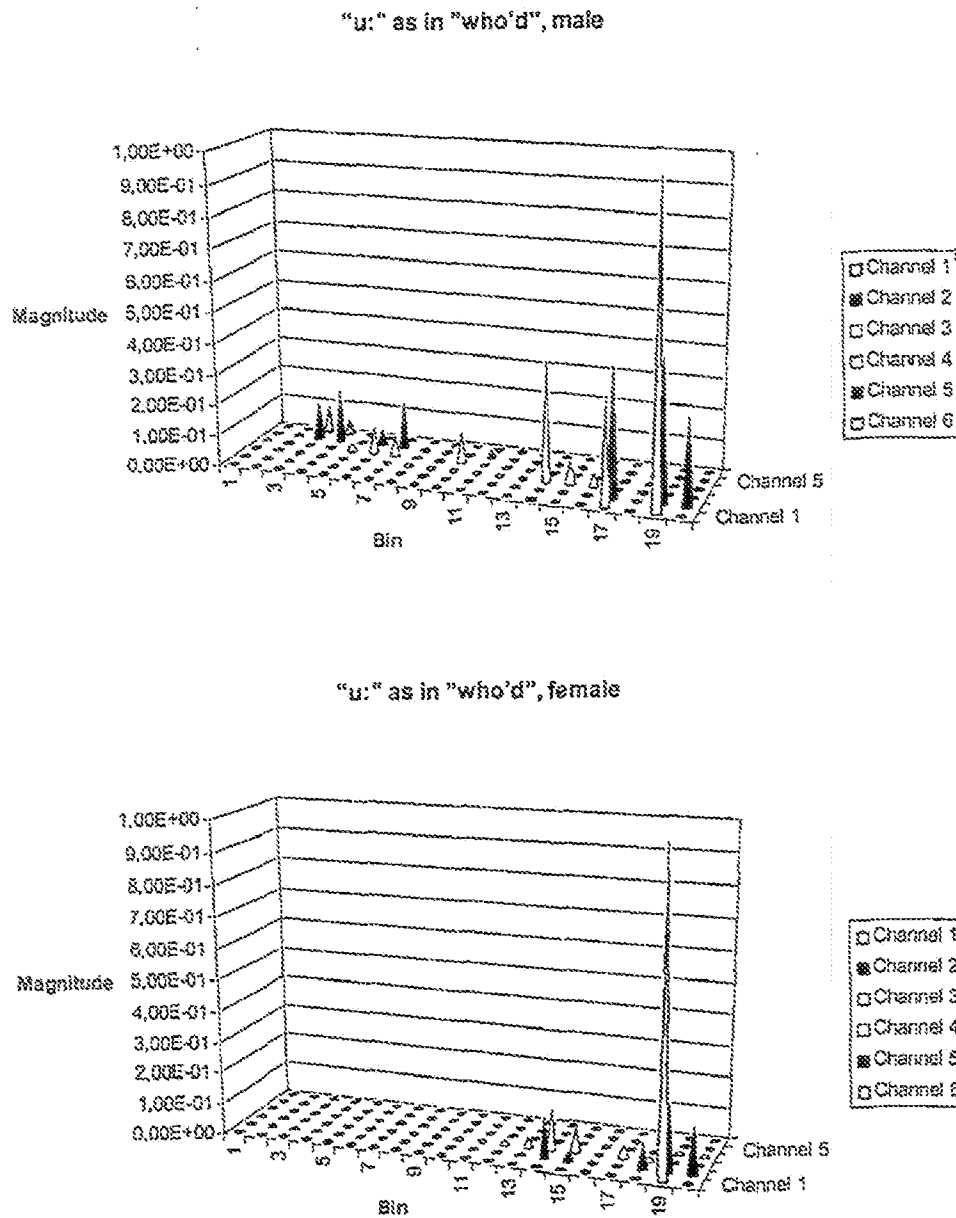 "u:" as in "who'd", male
1,00E+00
9,00E-01
8,00E-01
7,00E-01
6,00E-01
5,00E-01
4,00E-01
3,00E-01
2,00E-01
1,00E-01
0,00E+00
Magnitude
1
3
5
7
9
11
13
15
17
19
Bin
Channel 5
Channel 1
Channel 1
Channel 2
Channel 3
Channel 4
Channel 5
Channel 6
"u:" as in "who'd", female
1,00E+00
9,00E-01
8,00E-01
7,00E-01
6,00E-01
5,00E-01
4,00E-01
3,00E-01
2,00E-01
1,00E-01
0,00E+00
Magnitude
1
3
5
7
9
11
13
15
17
19
Bin
Channel 5
Channel 1
Channel 1
Channel 2
Channel 3
Channel 4
Channel 5
Channel 6